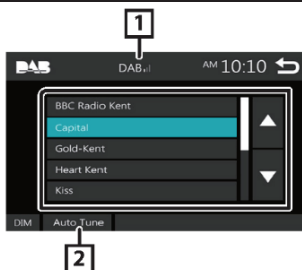 1
DAB DAB AM 10:10
BBC Radio Kent
Capital
Gold-Kent
Heart Kent
Kiss
DIM Auto Tune
2